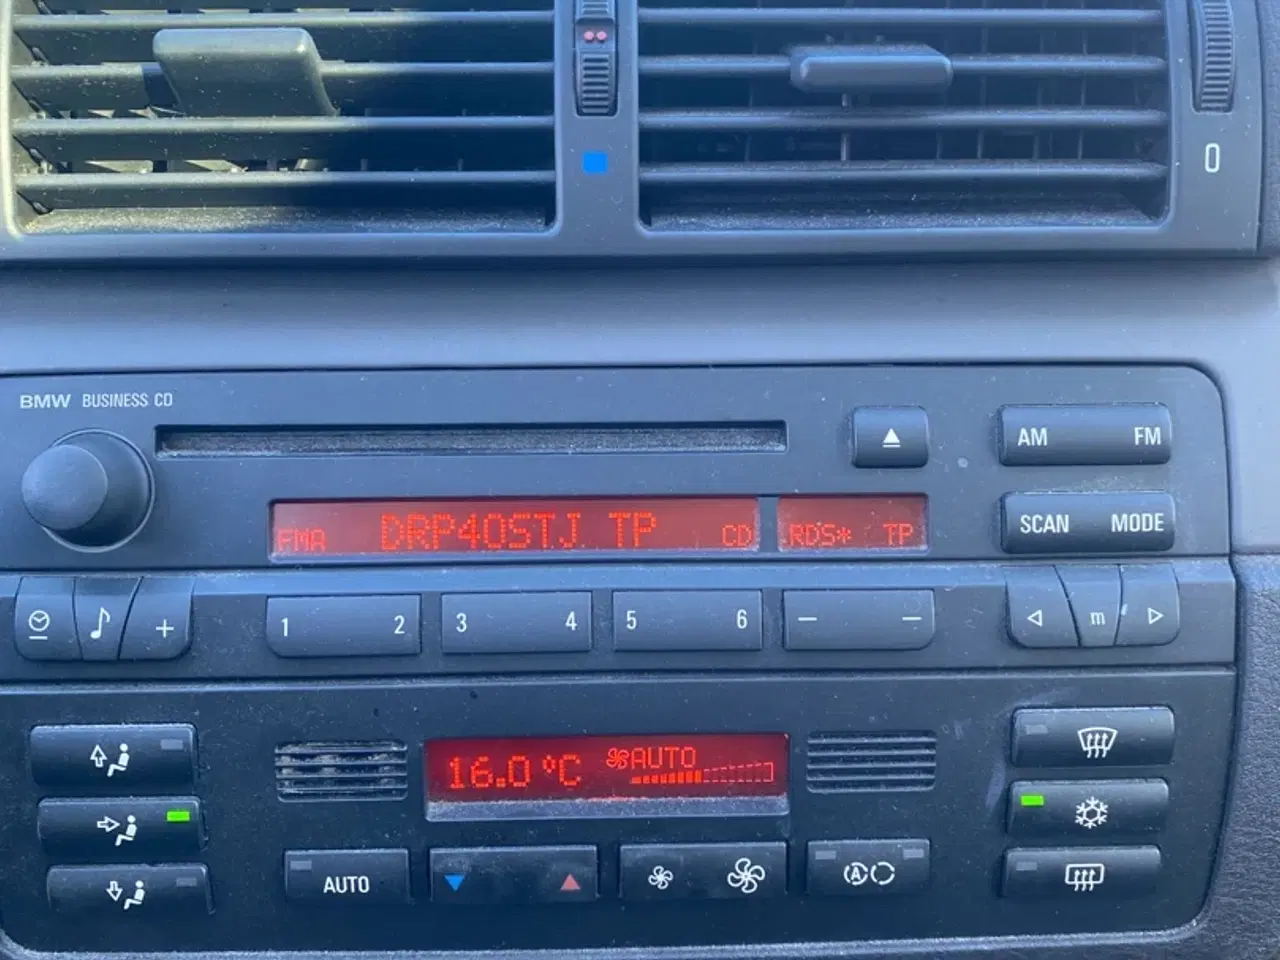 0
BMW BUSINESS CD
AM FM
FMA DRP4OSTJ TP CD RDS* TP
SCAN MODE
+ 1 2 3 4 5 6 — — m
16.0 °C AUTO
AUTO A